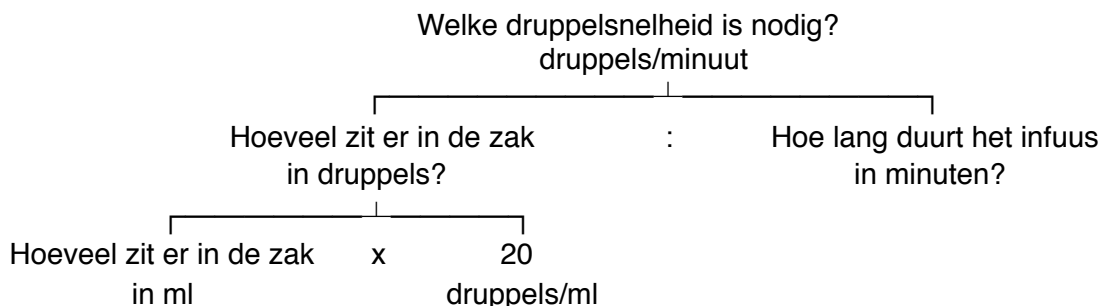 Welke druppelsnelheid is nodig?
druppels/minuut
Hoeveel zit er in de zak : Hoe lang duurt het infuus
in druppels? in minuten?
Hoeveel zit er in de zak x 20
in ml druppels/ml